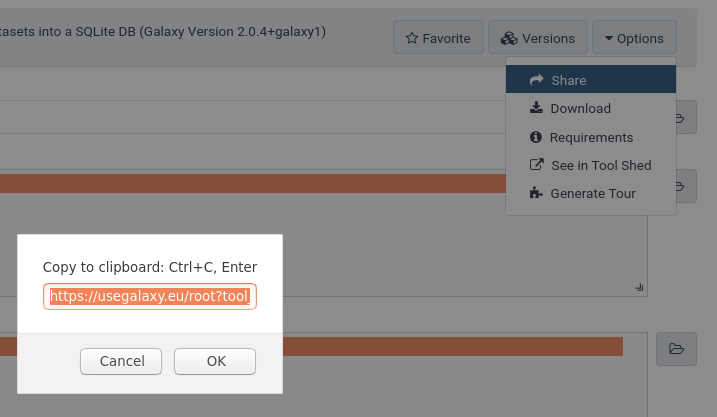 tasets into a SQLite DB (Galaxy Version 2.0.4+galaxy1)
Favorite
Versions
Options
Share
Download
Requirements
See in Tool Shed
Generate Tour
Copy to clipboard: Ctrl+C, Enter
https://usegalaxy.eu/root?tool_
Cancel
OK